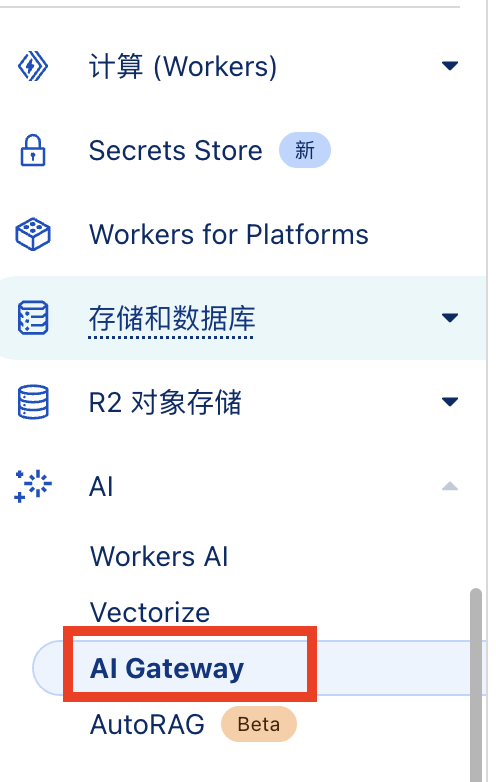 计算 (Workers)
Secrets Store 新
Workers for Platforms
存储和数据库
R2 对象存储
AI
Workers AI
Vectorize
AI Gateway
AutoRAG Beta